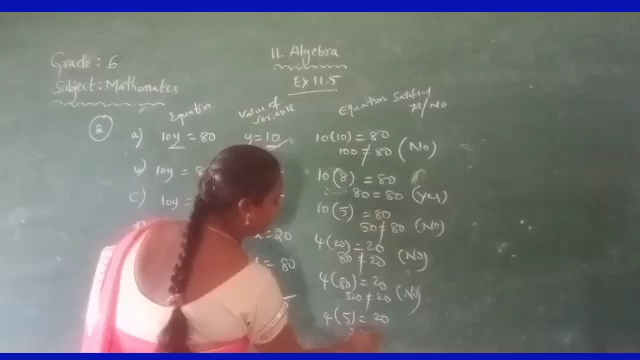 Grade : 6
Subject: Mathematics
11. Algebra
Ex 11.5
Equation
Value of variable
Equation Satisfied
Yes/No
②
a) 10y = 80 y = 10 10(10) = 80
100 ≠ 80 (No)
b) 10y = 8 10(8) = 80
80 = 80 (Yes)
c) 10y = 10(5) = 80
50 ≠ 80 (No)
= 20 4(20) = 20
80 ≠ 20 (No)
= 80 4(80) = 20
≠ 20 (No)
4(5) = 20